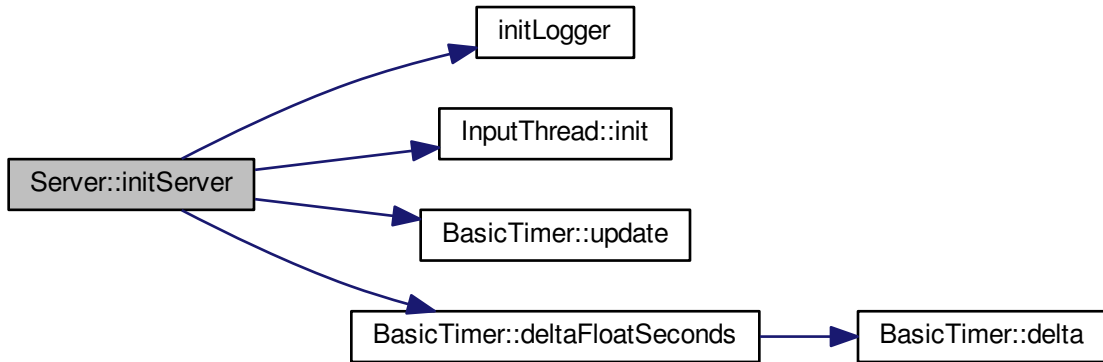 initLogger
InputThread::init
Server::initServer
BasicTimer::update
BasicTimer::deltaFloatSeconds
BasicTimer::delta